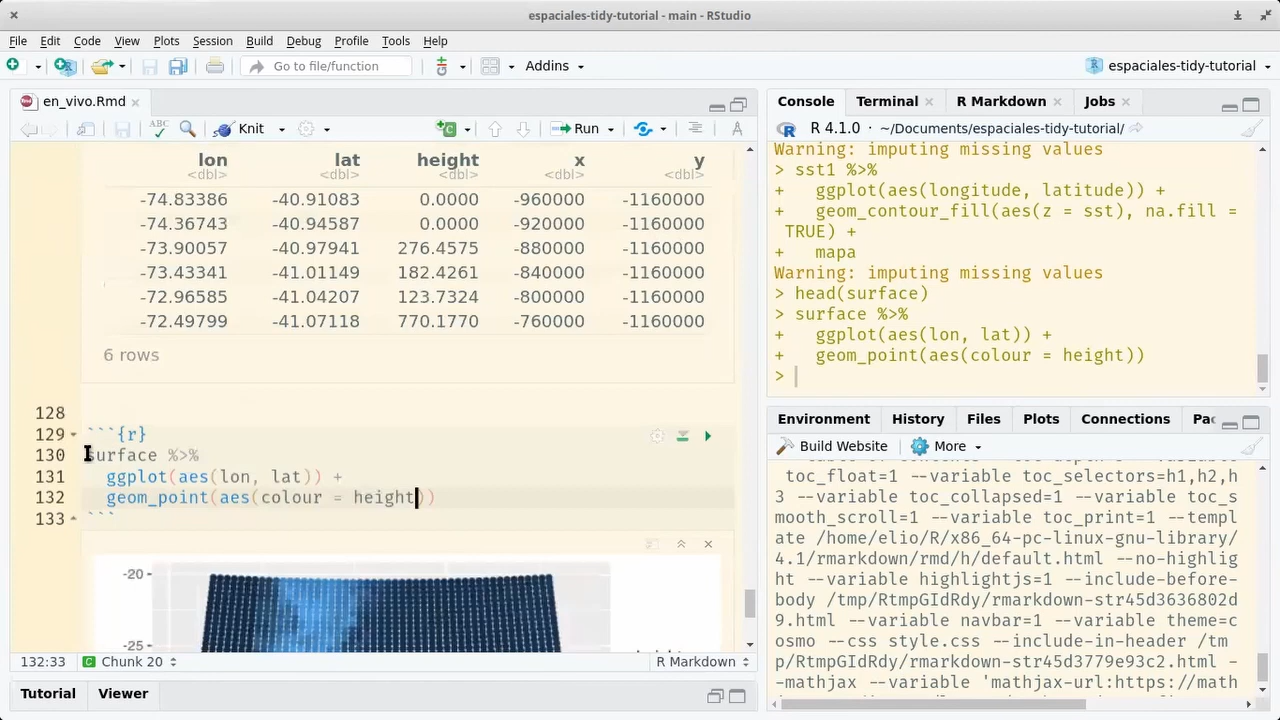 espaciales-tidy-tutorial - main - RStudio
File Edit Code View Plots Session Build Debug Profile Tools Help
Go to file/function
Addins
espaciales-tidy-tutorial
en_vivo.Rmd
ABC Knit Run
lon lat height x y
<dbl> <dbl> <dbl> <dbl> <dbl>
-74.83386 -40.91083 0.0000 -960000 -1160000
-74.36743 -40.94587 0.0000 -920000 -1160000
-73.90057 -40.97941 276.4575 -880000 -1160000
-73.43341 -41.01149 182.4261 -840000 -1160000
-72.96585 -41.04207 123.7324 -800000 -1160000
-72.49799 -41.07118 770.1770 -760000 -1160000
6 rows
128
129 ```{r}
130 surface %>%
131 ggplot(aes(lon, lat)) +
132 geom_point(aes(colour = height))
133 ```
-20
-25
132:33 Chunk 20 R Markdown
Tutorial Viewer
Console Terminal R Markdown Jobs
R 4.1.0 · ~/Documents/espaciales-tidy-tutorial/
Warning: imputing missing values
> sst1 %>%
+ ggplot(aes(longitude, latitude)) +
+ geom_contour_fill(aes(z = sst), na.fill =
TRUE) +
+ mapa
Warning: imputing missing values
> head(surface)
> surface %>%
+ ggplot(aes(lon, lat)) +
+ geom_point(aes(colour = height))
>
Environment History Files Plots Connections Pac
Build Website More
toc_float=1 --variable toc_selectors=h1,h2,h
3 --variable toc_collapsed=1 --variable toc_s
mooth_scroll=1 --variable toc_print=1 --templ
ate /home/elio/R/x86_64-pc-linux-gnu-library/
4.1/rmarkdown/rmd/h/default.html --no-highlig
ht --variable highlightjs=1 --include-before-
body /tmp/RtmpGIdRdy/rmarkdown-str45d3636802d
9.html --variable navbar=1 --variable theme=c
osmo --css style.css --include-in-header /tm
p/RtmpGIdRdy/rmarkdown-str45d3779e93c2.html -
-mathjax --variable 'mathjax-url:https://math